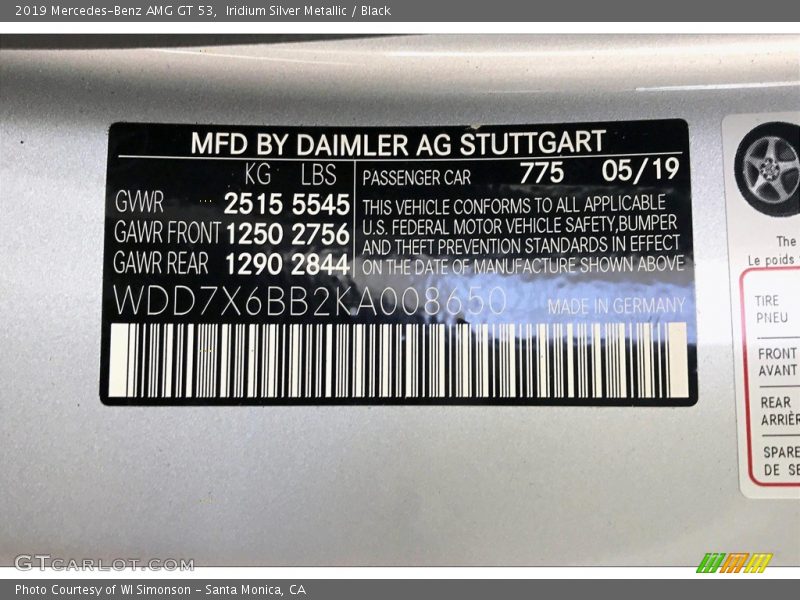 2019 Mercedes-Benz AMG GT 53, Iridium Silver Metallic / Black
MFD BY DAIMLER AG STUTTGART
KG LBS
GVWR 2515 5545
GAWR FRONT 1250 2756
GAWR REAR 1290 2844
PASSENGER CAR 775 05/19
THIS VEHICLE CONFORMS TO ALL APPLICABLE
U.S. FEDERAL MOTOR VEHICLE SAFETY,BUMPER
AND THEFT PREVENTION STANDARDS IN EFFECT
ON THE DATE OF MANUFACTURE SHOWN ABOVE
WDD7X6BB2KA008650 MADE IN GERMANY
The
Le poids
TIRE
PNEU
FRONT
AVANT
REAR
ARRIÈR
SPARE
DE SE
GTCARLOT.COM
Photo Courtesy of WI Simonson - Santa Monica, CA